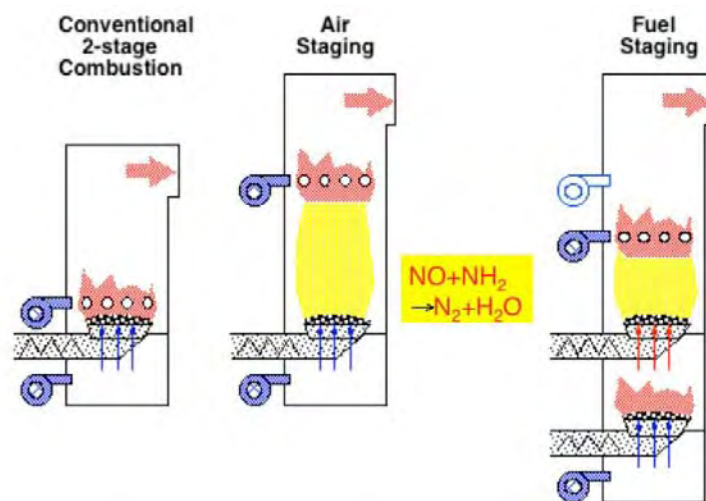 Conventional
2-stage
Combustion
Air
Staging
Fuel
Staging
NO+NH₂
→N₂+H₂O